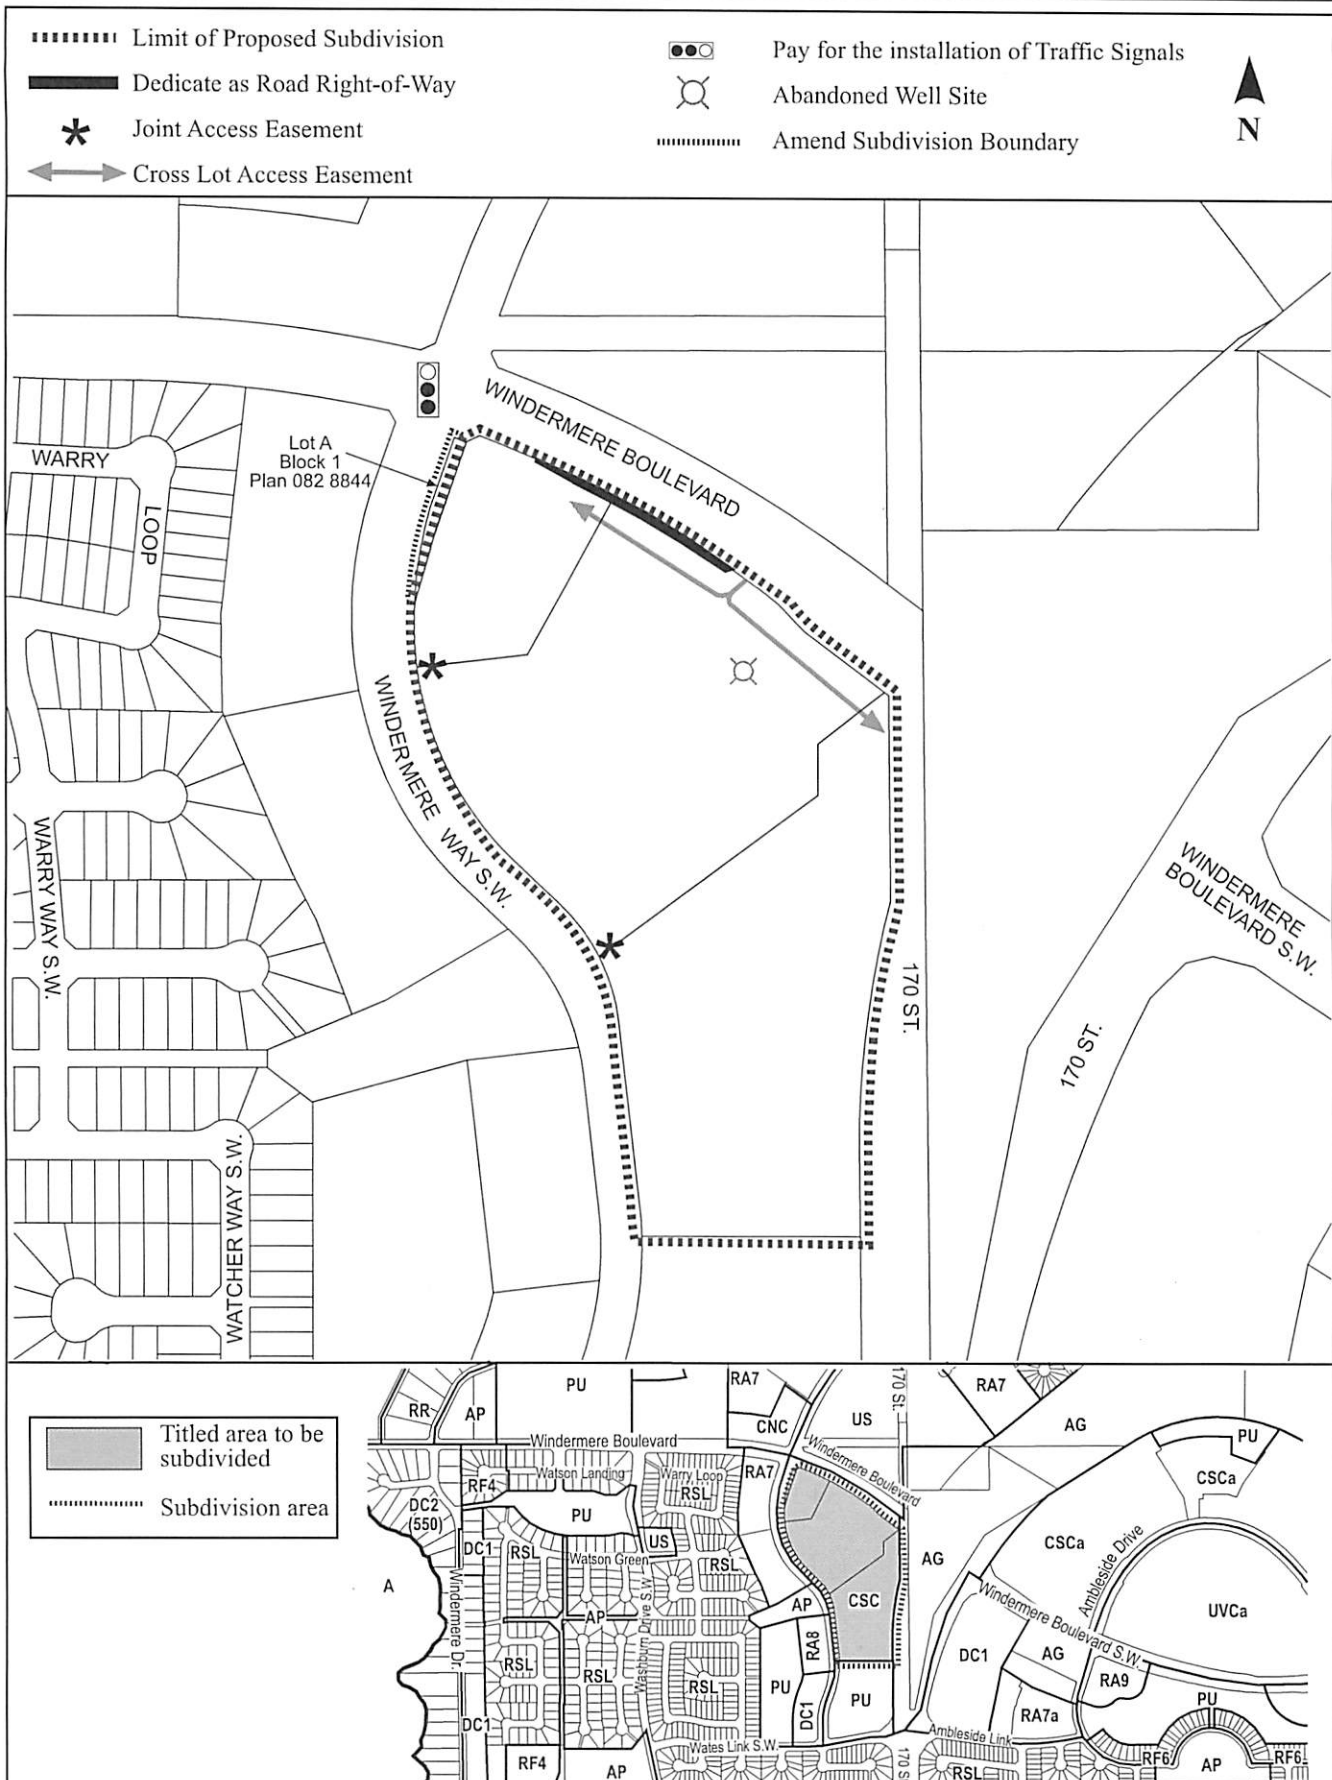 Limit of Proposed Subdivision
Dedicate as Road Right-of-Way
Joint Access Easement
Cross Lot Access Easement
Pay for the installation of Traffic Signals
Abandoned Well Site
Amend Subdivision Boundary
N
WINDERMERE BOULEVARD
Lot A
Block 1
Plan 082 8844
WARRY
LOOP
WINDERMERE WAY S.W.
WARRY WAY S.W.
WINDERMERE
BOULEVARD S.W.
170 ST.
170 ST.
WATCHER WAY S.W.
Titled area to be
subdivided
Subdivision area
RR
AP
PU
RA7
CNC
US
170 St.
RA7
AG
PU
CSCa
Windermere Boulevard
Windermere Boulevard
RF4
Watson Landing
Warry Loop
RSL
RA7
DC2
(550)
PU
US
DC1
RSL
Watson Green
RSL
AG
CSCa
Ambleside Drive
A
Windermere Dr.
AP
Washburn Drive S.W.
AP
CSC
Windermere Boulevard S.W.
UVCa
RSL
RSL
RSL
RA8
DC1
AG
RA9
PU
PU
DC1
PU
RA7a
PU
DC1
Wates Link S.W.
Ambleside Link
RF4
AP
170 S
RSL
RF6
AP
RF6